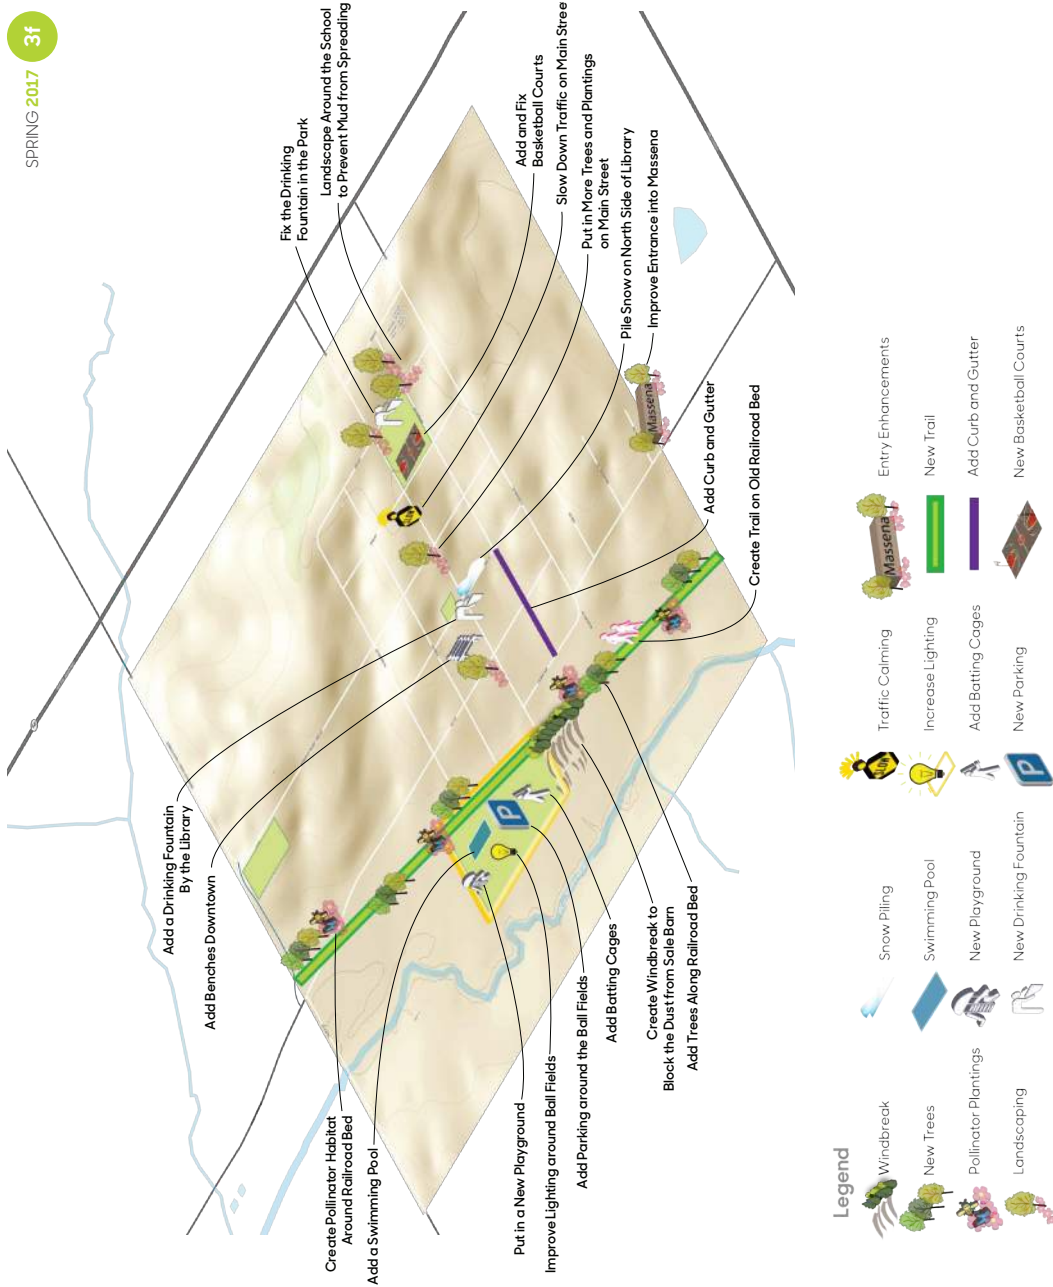 SPRING 2017 3f
Fix the Drinking
Fountain in the Park
Landscape Around the School
to Prevent Mud from Spreading
Add and Fix
Basketball Courts
Slow Down Traffic on Main Stree
Put in More Trees and Plantings
on Main Street
Pile Snow on North Side of Library
Improve Entrance into Massena
Add Curb and Gutter
Create Trail on Old Railroad Bed
Massena
SLOW
P
Add a Drinking Fountain
By the Library
Add Benches Downtown
Create Pollinator Habitat
Around Railroad Bed
Add a Swimming Pool
Put in a New Playground
Improve Lighting around Ball Fields
Add Parking around the Ball Fields
Add Batting Cages
Create Windbreak to
Block the Dust from Sale Barn
Add Trees Along Railroad Bed
Legend
Windbreak
New Trees
Pollinator Plantings
Landscaping
Snow Piling
Swimming Pool
New Playground
New Drinking Fountain
SLOW
Traffic Calming
Increase Lighting
Add Batting Cages
P
New Parking
Massena
Entry Enhancements
New Trail
Add Curb and Gutter
New Basketball Courts